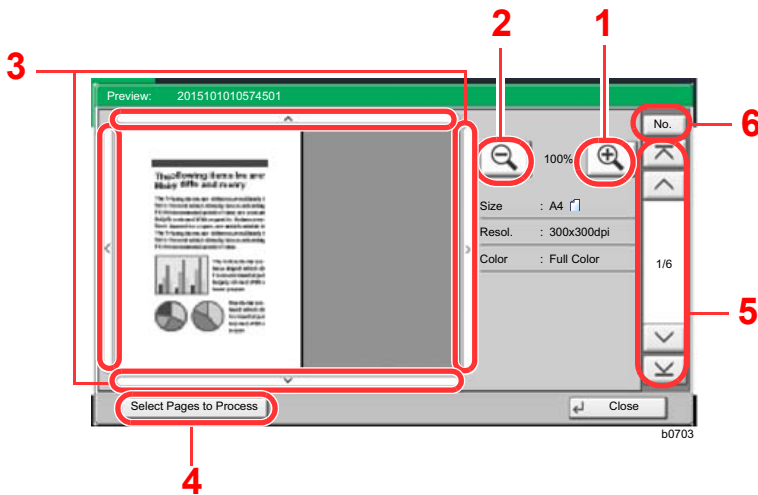 2 1
3
Preview: 2015101010574501
No. 6
100%
Size : A4
Resol. : 300x300dpi
Color : Full Color
1/6
5
Select Pages to Process
Close
b0703
4